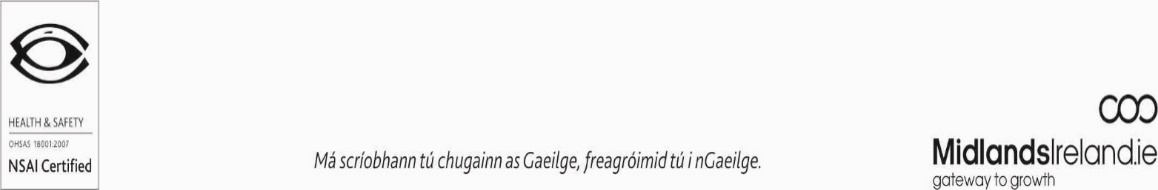 HEALTH & SAFETY
OHSAS 18001:2007
NSAI Certified
Má scríobhann tú chugainn as Gaeilge, freagróimid tú i nGaeilge.
MidlandsIreland.ie
gateway to growth